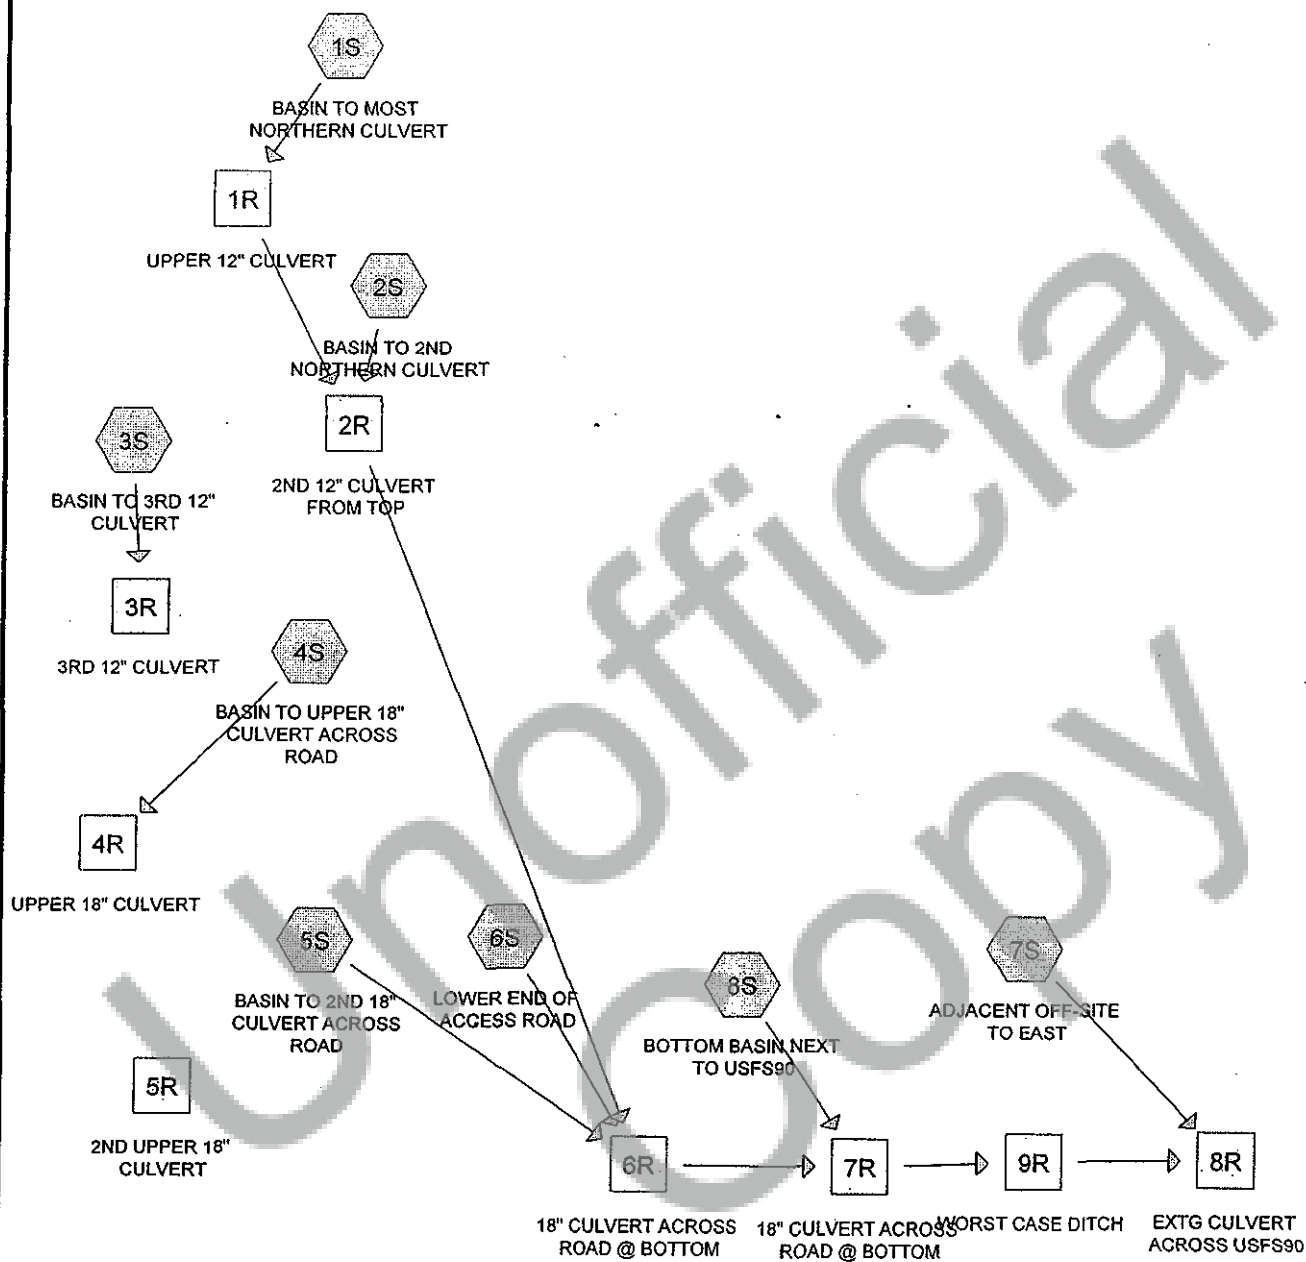 1S
BASIN TO MOST
NORTHERN CULVERT
1R
UPPER 12" CULVERT
2S
BASIN TO 2ND
NORTHERN CULVERT
2R
2ND 12" CULVERT
FROM TOP
3S
BASIN TO 3RD 12"
CULVERT
3R
3RD 12" CULVERT
4S
BASIN TO UPPER 18"
CULVERT ACROSS
ROAD
4R
UPPER 18" CULVERT
5S
BASIN TO 2ND 18"
CULVERT ACROSS
ROAD
6S
LOWER END OF
ACCESS ROAD
8S
BOTTOM BASIN NEXT
TO USFS90
7S
ADJACENT OFF-SITE
TO EAST
5R
2ND UPPER 18"
CULVERT
6R
18" CULVERT ACROSS
ROAD @ BOTTOM
7R
18" CULVERT ACROSS
ROAD @ BOTTOM
9R
WORST CASE DITCH
8R
EXTG CULVERT
ACROSS USFS90
Unofficial
Copy